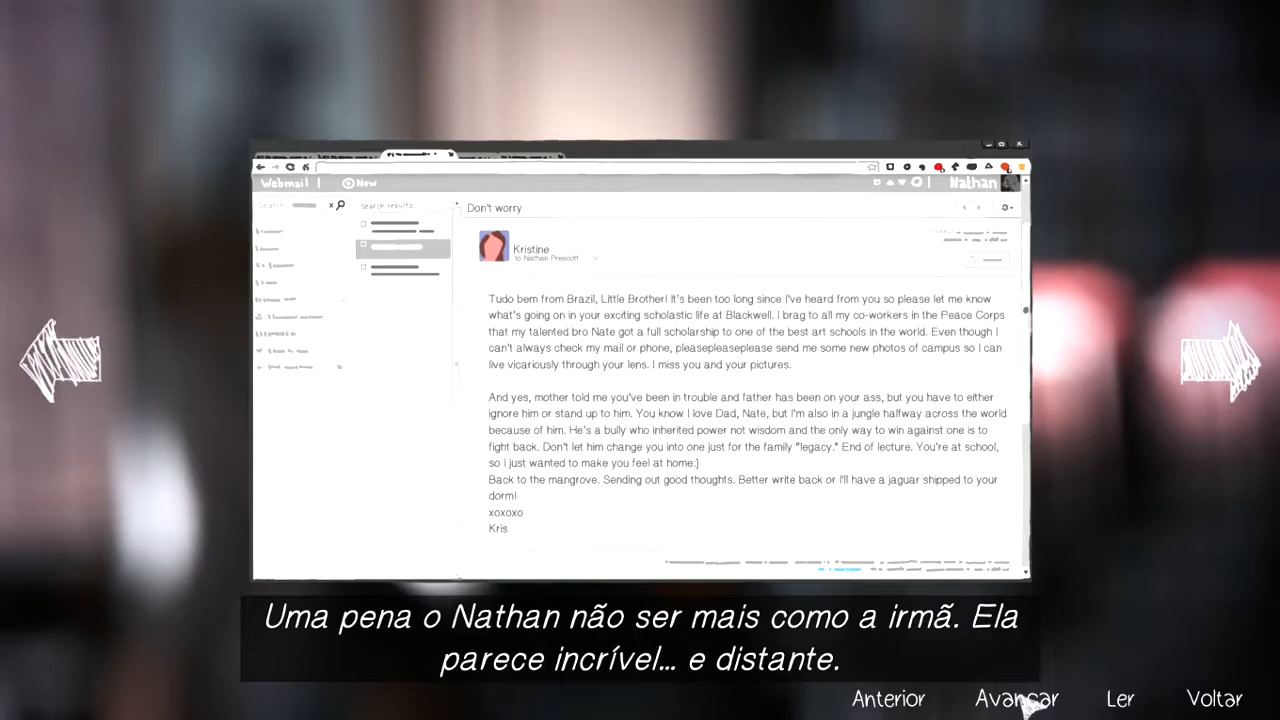 Webmail | New
Nathan
Search
search results
Don't worry
Kristine
to Nathan Prescott
Tudo bem from Brazil, Little Brother! It's been too long since I've heard from you so please let me know
what's going on in your exciting scholastic life at Blackwell. I brag to all my co-workers in the Peace Corps
that my talented bro Nate got a full scholarship to one of the best art schools in the world. Even though I
can't always check my mail or phone, pleasepleaseplease send me some new photos of campus so I can
live vicariously through your lens. I miss you and your pictures.
And yes, mother told me you've been in trouble and father has been on your ass, but you have to either
ignore him or stand up to him. You know I love Dad, Nate, but I'm also in a jungle halfway across the world
because of him. He's a bully who inherited power not wisdom and the only way to win against one is to
fight back. Don't let him change you into one just for the family "legacy." End of lecture. You're at school,
so I just wanted to make you feel at home:]
Back to the mangrove. Sending out good thoughts. Better write back or I'll have a jaguar shipped to your
dorm!
xoxoxo
Kris
Uma pena o Nathan não ser mais como a irmã. Ela
parece incrível... e distante.
Anterior Avançar Ler Voltar